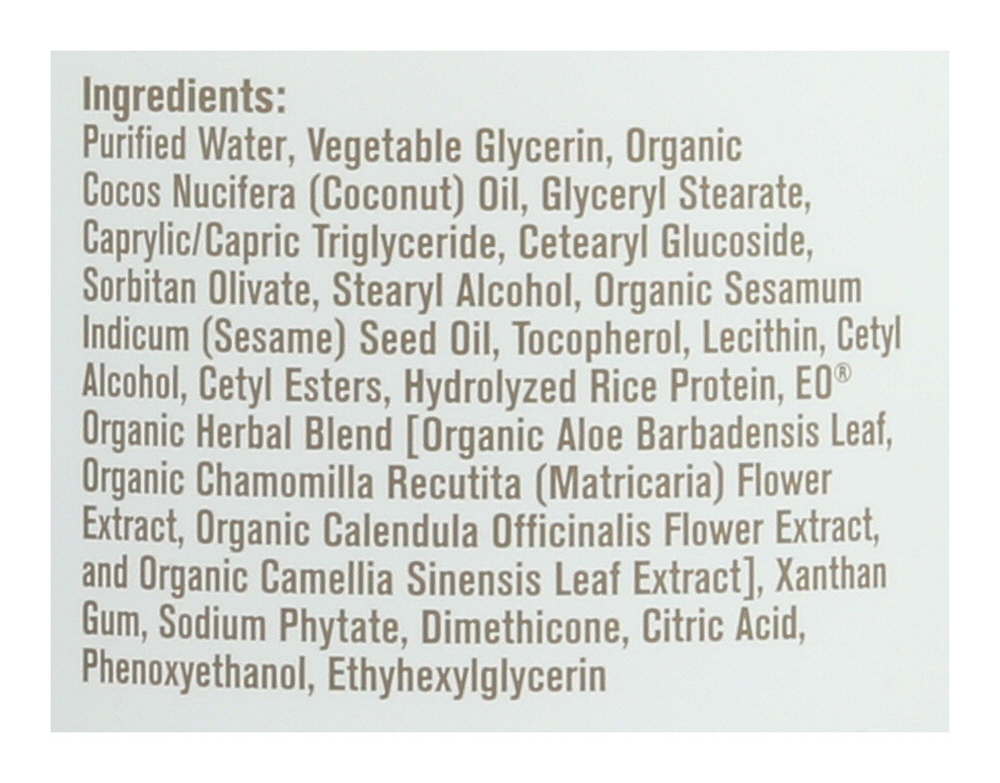 Ingredients:
Purified Water, Vegetable Glycerin, Organic
Cocos Nucifera (Coconut) Oil, Glyceryl Stearate,
Caprylic/Capric Triglyceride, Cetearyl Glucoside,
Sorbitan Olivate, Stearyl Alcohol, Organic Sesamum
Indicum (Sesame) Seed Oil, Tocopherol, Lecithin, Cetyl
Alcohol, Cetyl Esters, Hydrolyzed Rice Protein, EO®
Organic Herbal Blend [Organic Aloe Barbadensis Leaf,
Organic Chamomilla Recutita (Matricaria) Flower
Extract, Organic Calendula Officinalis Flower Extract,
and Organic Camellia Sinensis Leaf Extract], Xanthan
Gum, Sodium Phytate, Dimethicone, Citric Acid,
Phenoxyethanol, Ethyhexylglycerin